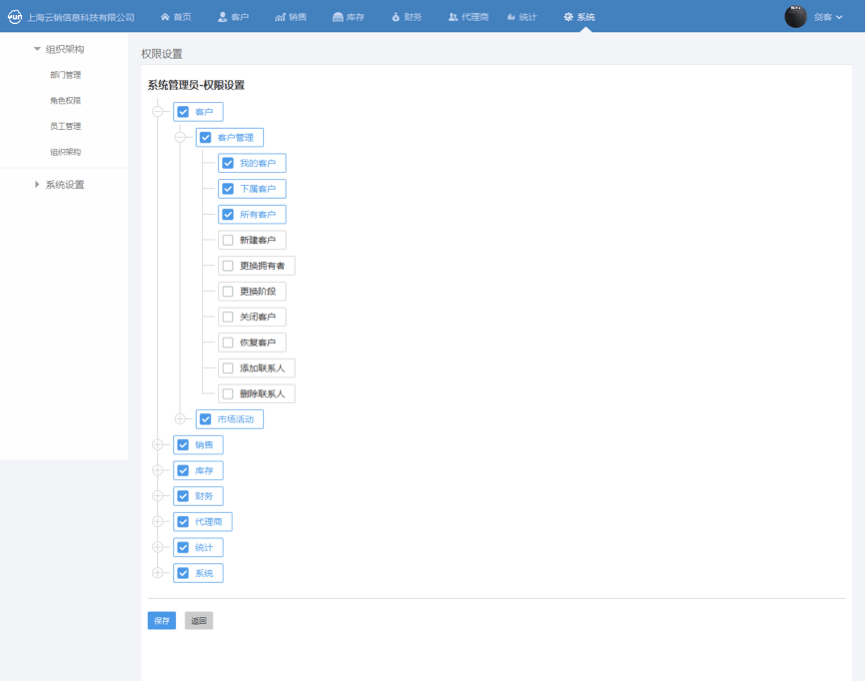 yun 上海云销信息科技有限公司 首页 客户 销售 库存 财务 代理商 统计 系统 剑客
组织架构
部门管理
角色权限
员工管理
组织架构
系统设置
权限设置
系统管理员-权限设置
客户
客户管理
我的客户
下属客户
所有客户
新建客户
更换拥有者
更换阶段
关闭客户
恢复客户
添加联系人
删除联系人
市场活动
销售
库存
财务
代理商
统计
系统
保存 返回